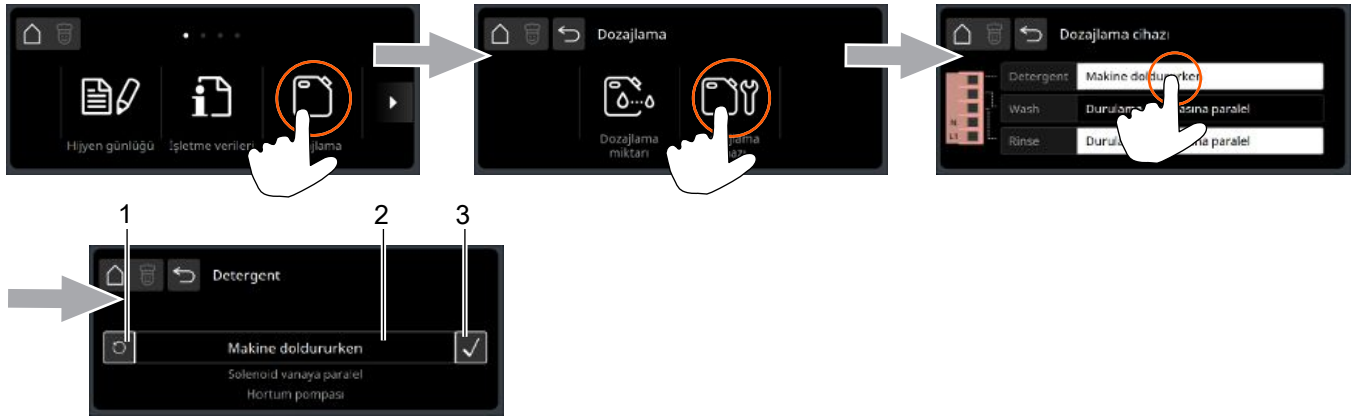 Hijyen günlüğü
İşletme verileri
Dozajlama
Dozajlama
miktarı
Dozajlama cihazı
Detergent
Makine doldururken
Wash
Rinse
N
L1
1
2
3
Detergent
Makine doldururken
Solenoid vanaya paralel
Hortum pompası